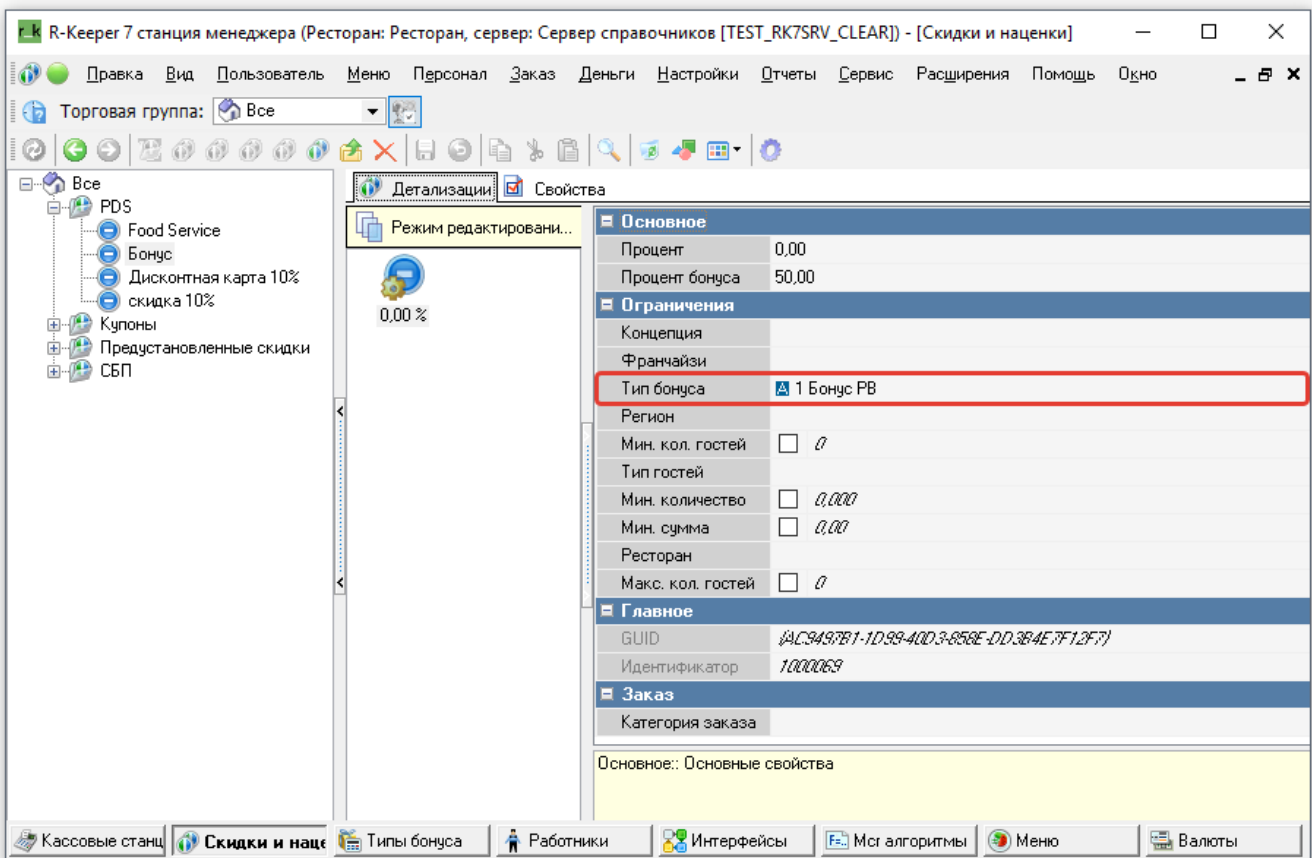 r_k R-Keeper 7 станция менеджера (Ресторан: Ресторан, сервер: Сервер справочников [TEST_RK7SRV_CLEAR]) - [Скидки и наценки]
Правка Вид Пользователь Меню Персонал Заказ Деньги Настройки Отчеты Сервис Расширения Помощь Окно
Торговая группа: Все
Все
PDS
Food Service
Бонус
Дисконтная карта 10%
скидка 10%
Купоны
Предустановленные скидки
СБП
Детализации Свойства
Режим редактировани...
0,00 %
Основное
Процент 0,00
Процент бонуса 50,00
Ограничения
Концепция
Франчайзи
Тип бонуса A 1 Бонус РВ
Регион
Мин. кол. гостей 0
Тип гостей
Мин. количество 0,000
Мин. сумма 0,00
Ресторан
Макс. кол. гостей 0
Главное
GUID {AC9497B1-1D99-40D3-858E-DD3B4E7F12F7}
Идентификатор 1000069
Заказ
Категория заказа
Основное:: Основные свойства
Кассовые станц Скидки и наце Типы бонуса Работники Интерфейсы F=.. Мcr алгоритмы Меню Валюты